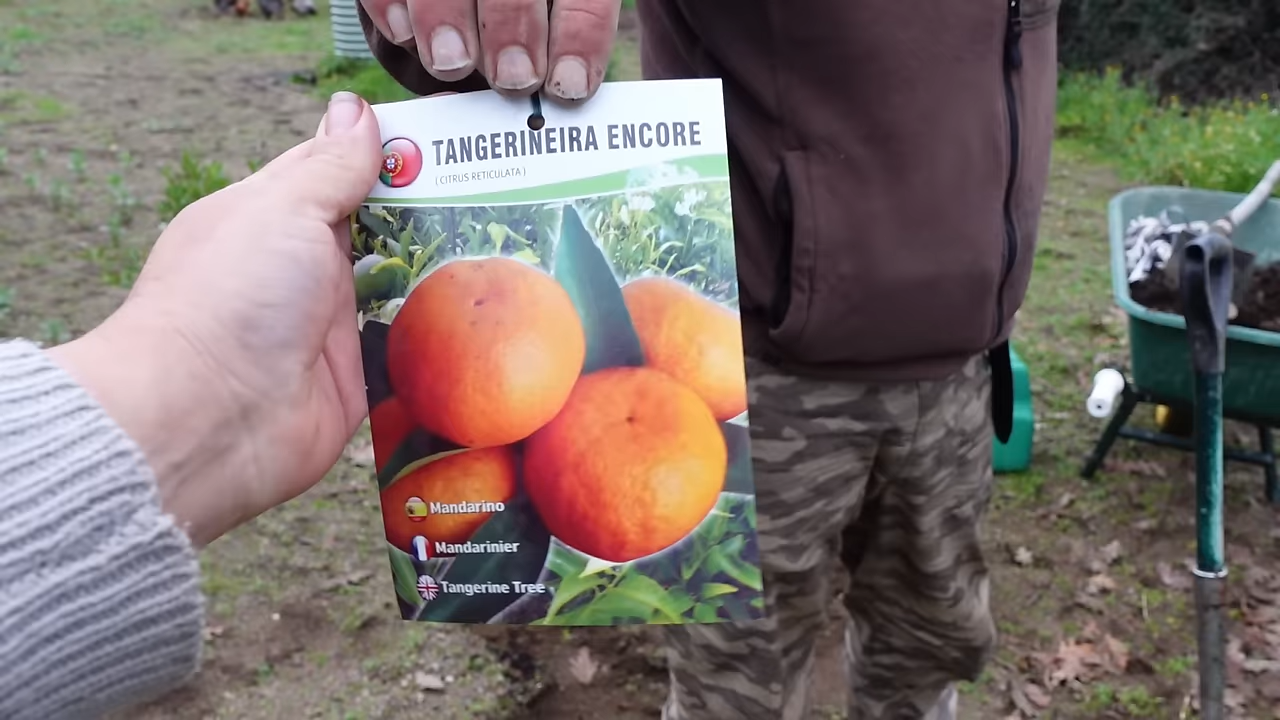 TANGERINEIRA ENCORE
( CITRUS RETICULATA )
Mandarino
Mandarinier
Tangerine Tree